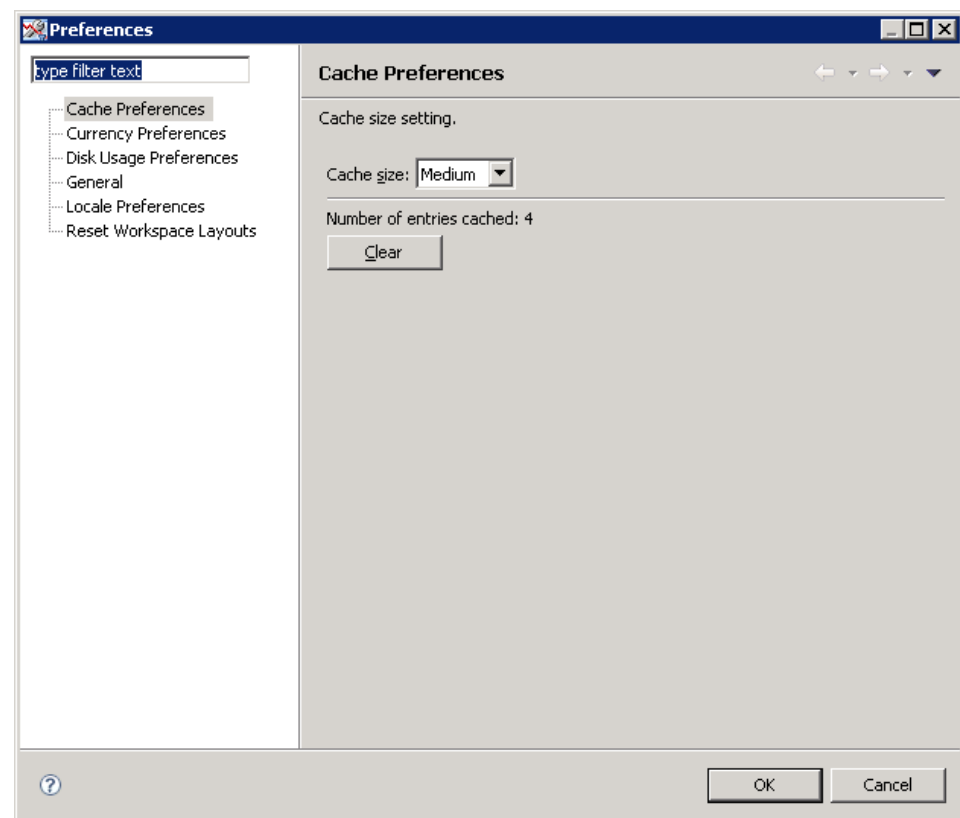 Preferences
type filter text
Cache Preferences
Currency Preferences
Disk Usage Preferences
General
Locale Preferences
Reset Workspace Layouts
Cache Preferences
Cache size setting.
Cache size: Medium
Number of entries cached: 4
Clear
?
OK Cancel